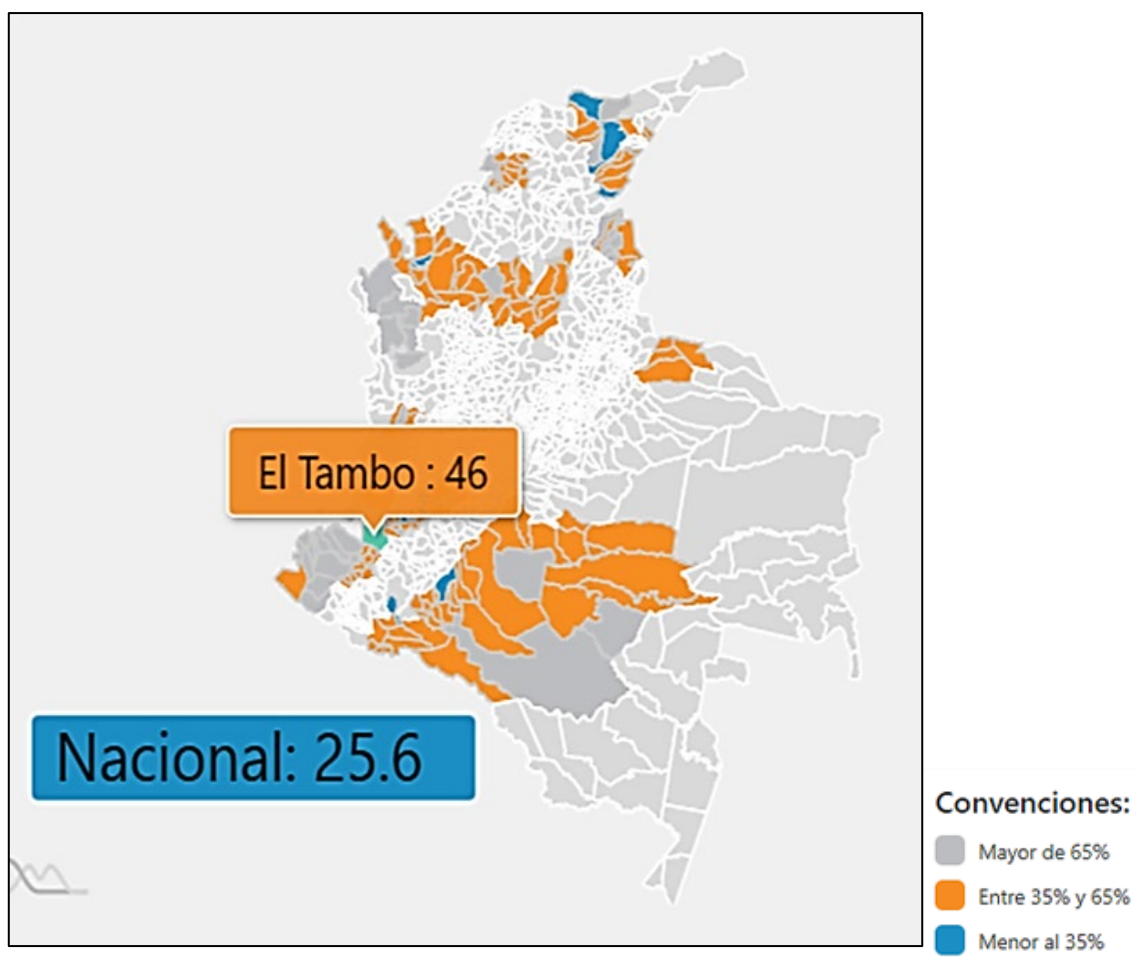 El Tambo : 46
Nacional: 25.6
Convenciones:
Mayor de 65%
Entre 35% y 65%
Menor al 35%